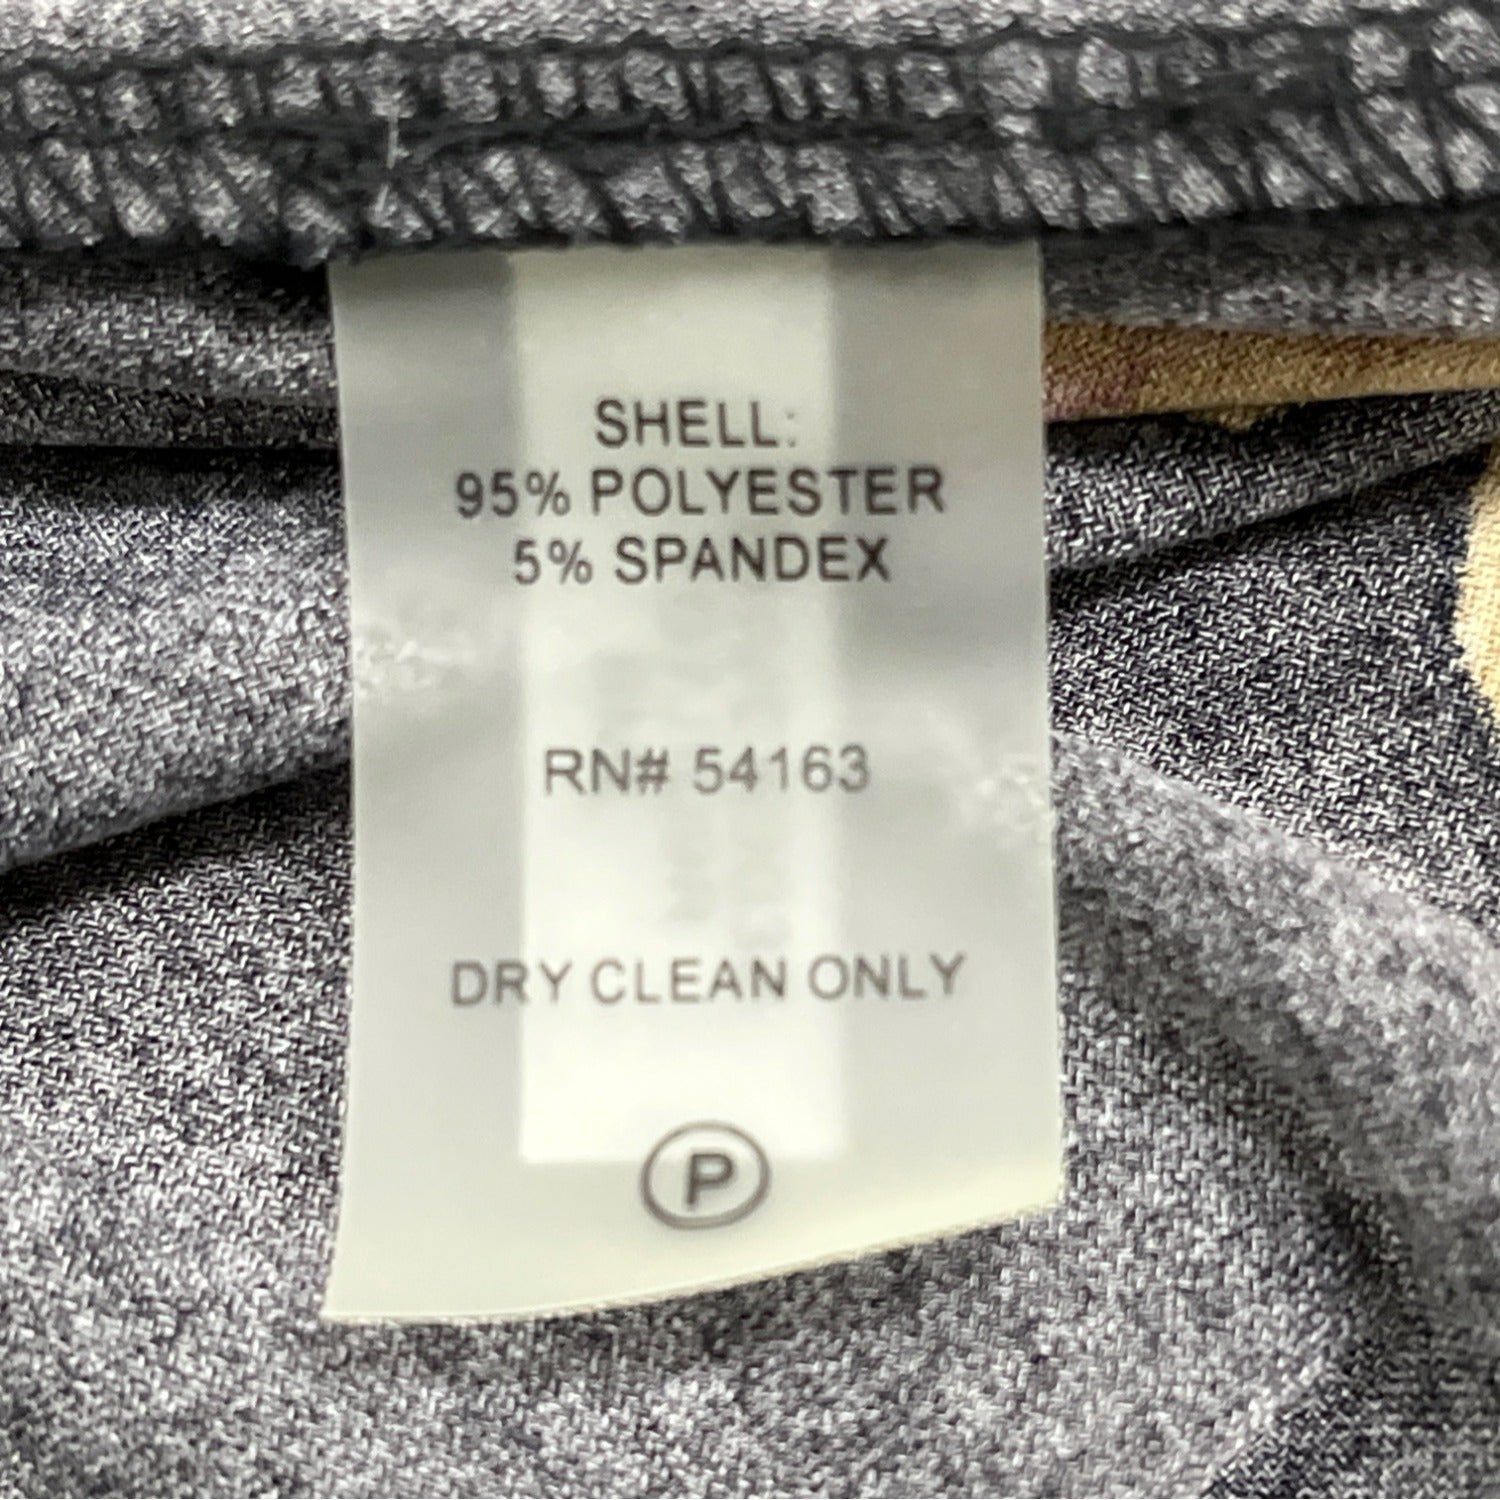 SHELL:
95% POLYESTER
5% SPANDEX
RN# 54163
DRY CLEAN ONLY
P